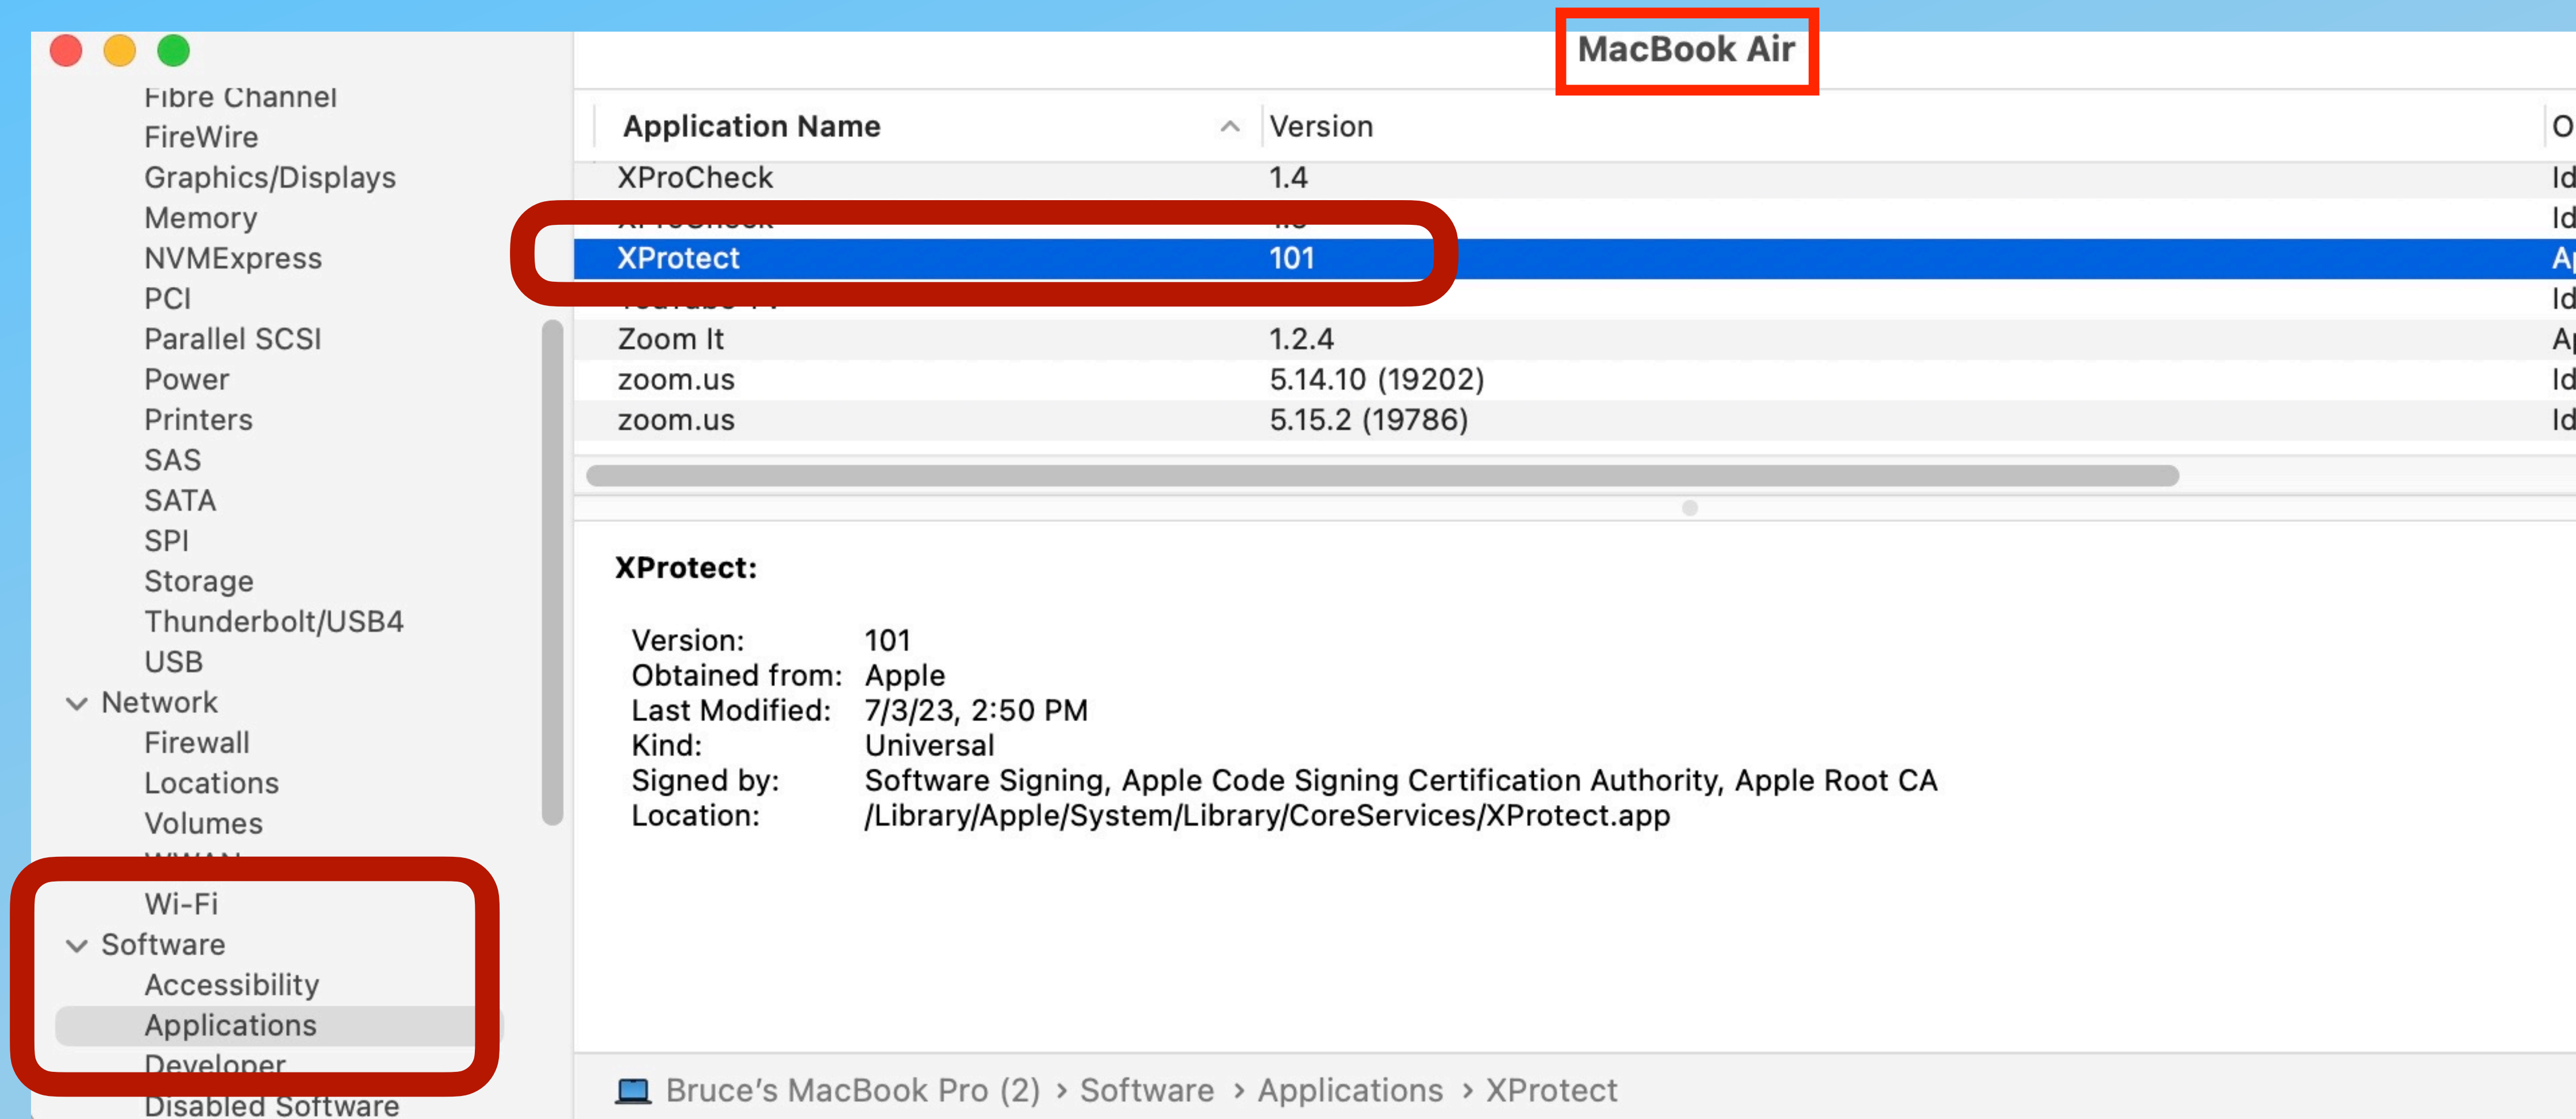 MacBook Air
Fibre Channel
FireWire
Graphics/Displays
Memory
NVMExpress
PCI
Parallel SCSI
Power
Printers
SAS
SATA
SPI
Storage
Thunderbolt/USB4
USB
Network
Firewall
Locations
Volumes
Wi-Fi
Software
Accessibility
Applications
Developer
Disabled Software
Application Name Version
XProCheck 1.4
XProtect 101
Zoom It 1.2.4
zoom.us 5.14.10 (19202)
zoom.us 5.15.2 (19786)
XProtect:
Version: 101
Obtained from: Apple
Last Modified: 7/3/23, 2:50 PM
Kind: Universal
Signed by: Software Signing, Apple Code Signing Certification Authority, Apple Root CA
Location: /Library/Apple/System/Library/CoreServices/XProtect.app
Bruce’s MacBook Pro (2) › Software › Applications › XProtect